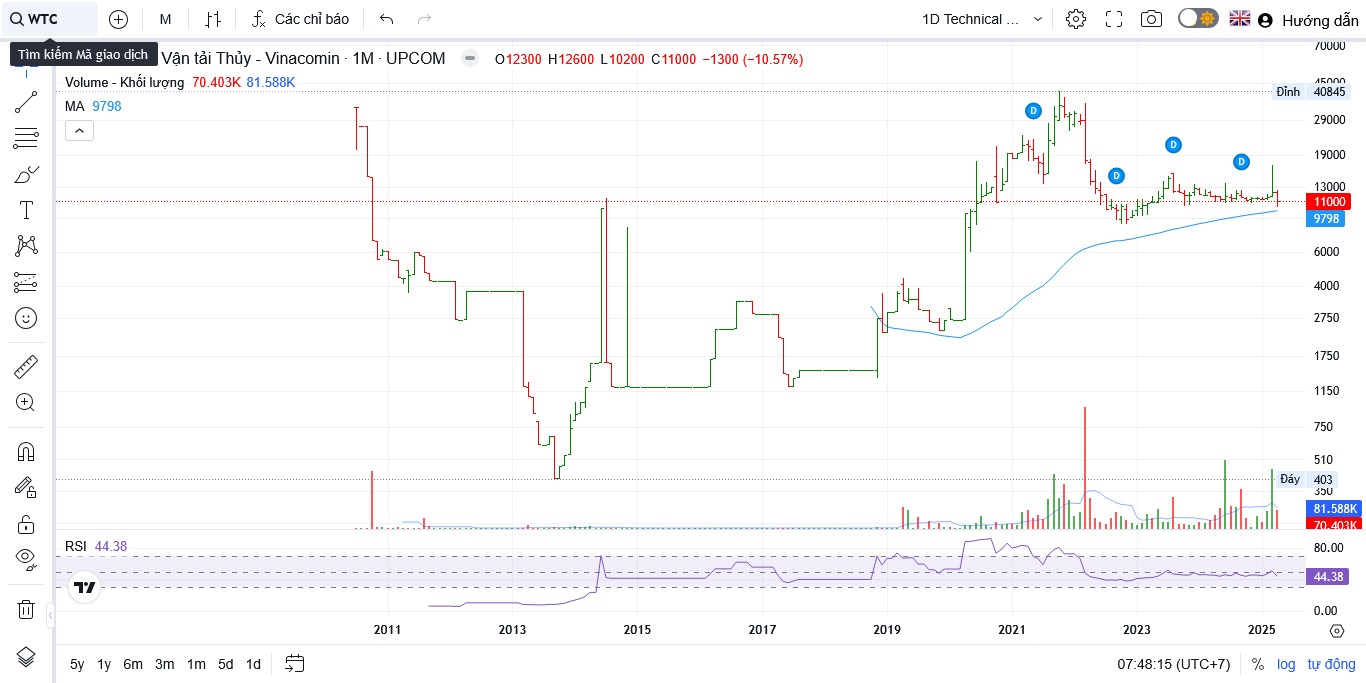 WTC
M
Các chỉ báo
1D Technical ...
Hướng dẫn
Tìm kiếm Mã giao dịch
Vận tải Thủy - Vinacomin · 1M · UPCOM
O12300 H12600 L10200 C11000 −1300 (−10.57%)
Volume - Khối lượng 70.403K 81.588K
MA 9798
70000
45000
Đỉnh 40845
29000
19000
13000
11000
9798
6000
4000
2750
1750
1150
750
510
Đáy 403
350
81.588K
70.403K
D
D
D
D
RSI 44.38
80.00
44.38
0.00
2011 2013 2015 2017 2019 2021 2023 2025
5y 1y 6m 3m 1m 5d 1d
07:48:15 (UTC+7) % log tự động